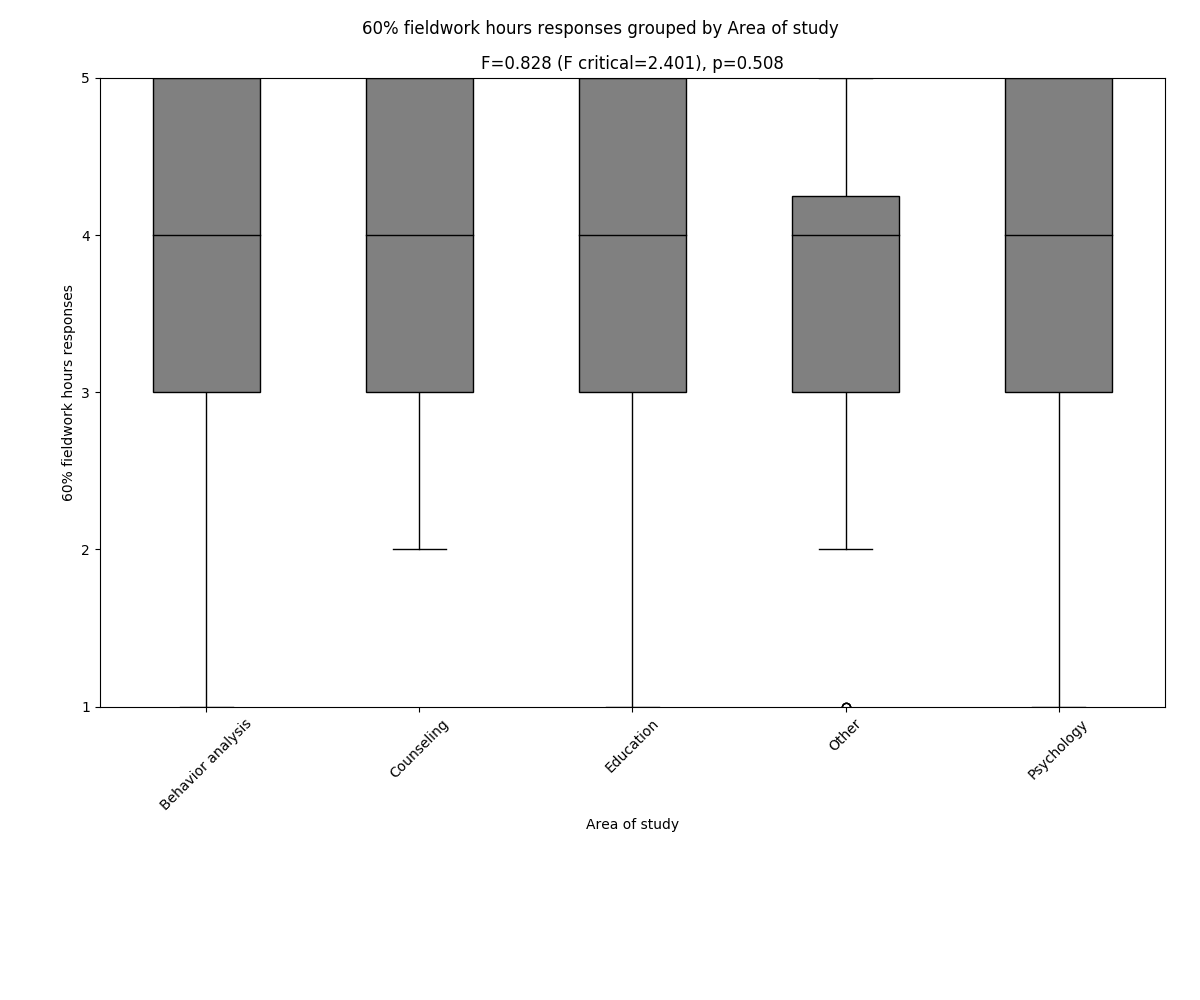 60% fieldwork hours responses grouped by Area of study
F=0.828 (F critical=2.401), p=0.508
5
4
3
2
1
60% fieldwork hours responses
Behavior analysis
Counseling
Education
Other
Psychology
Area of study